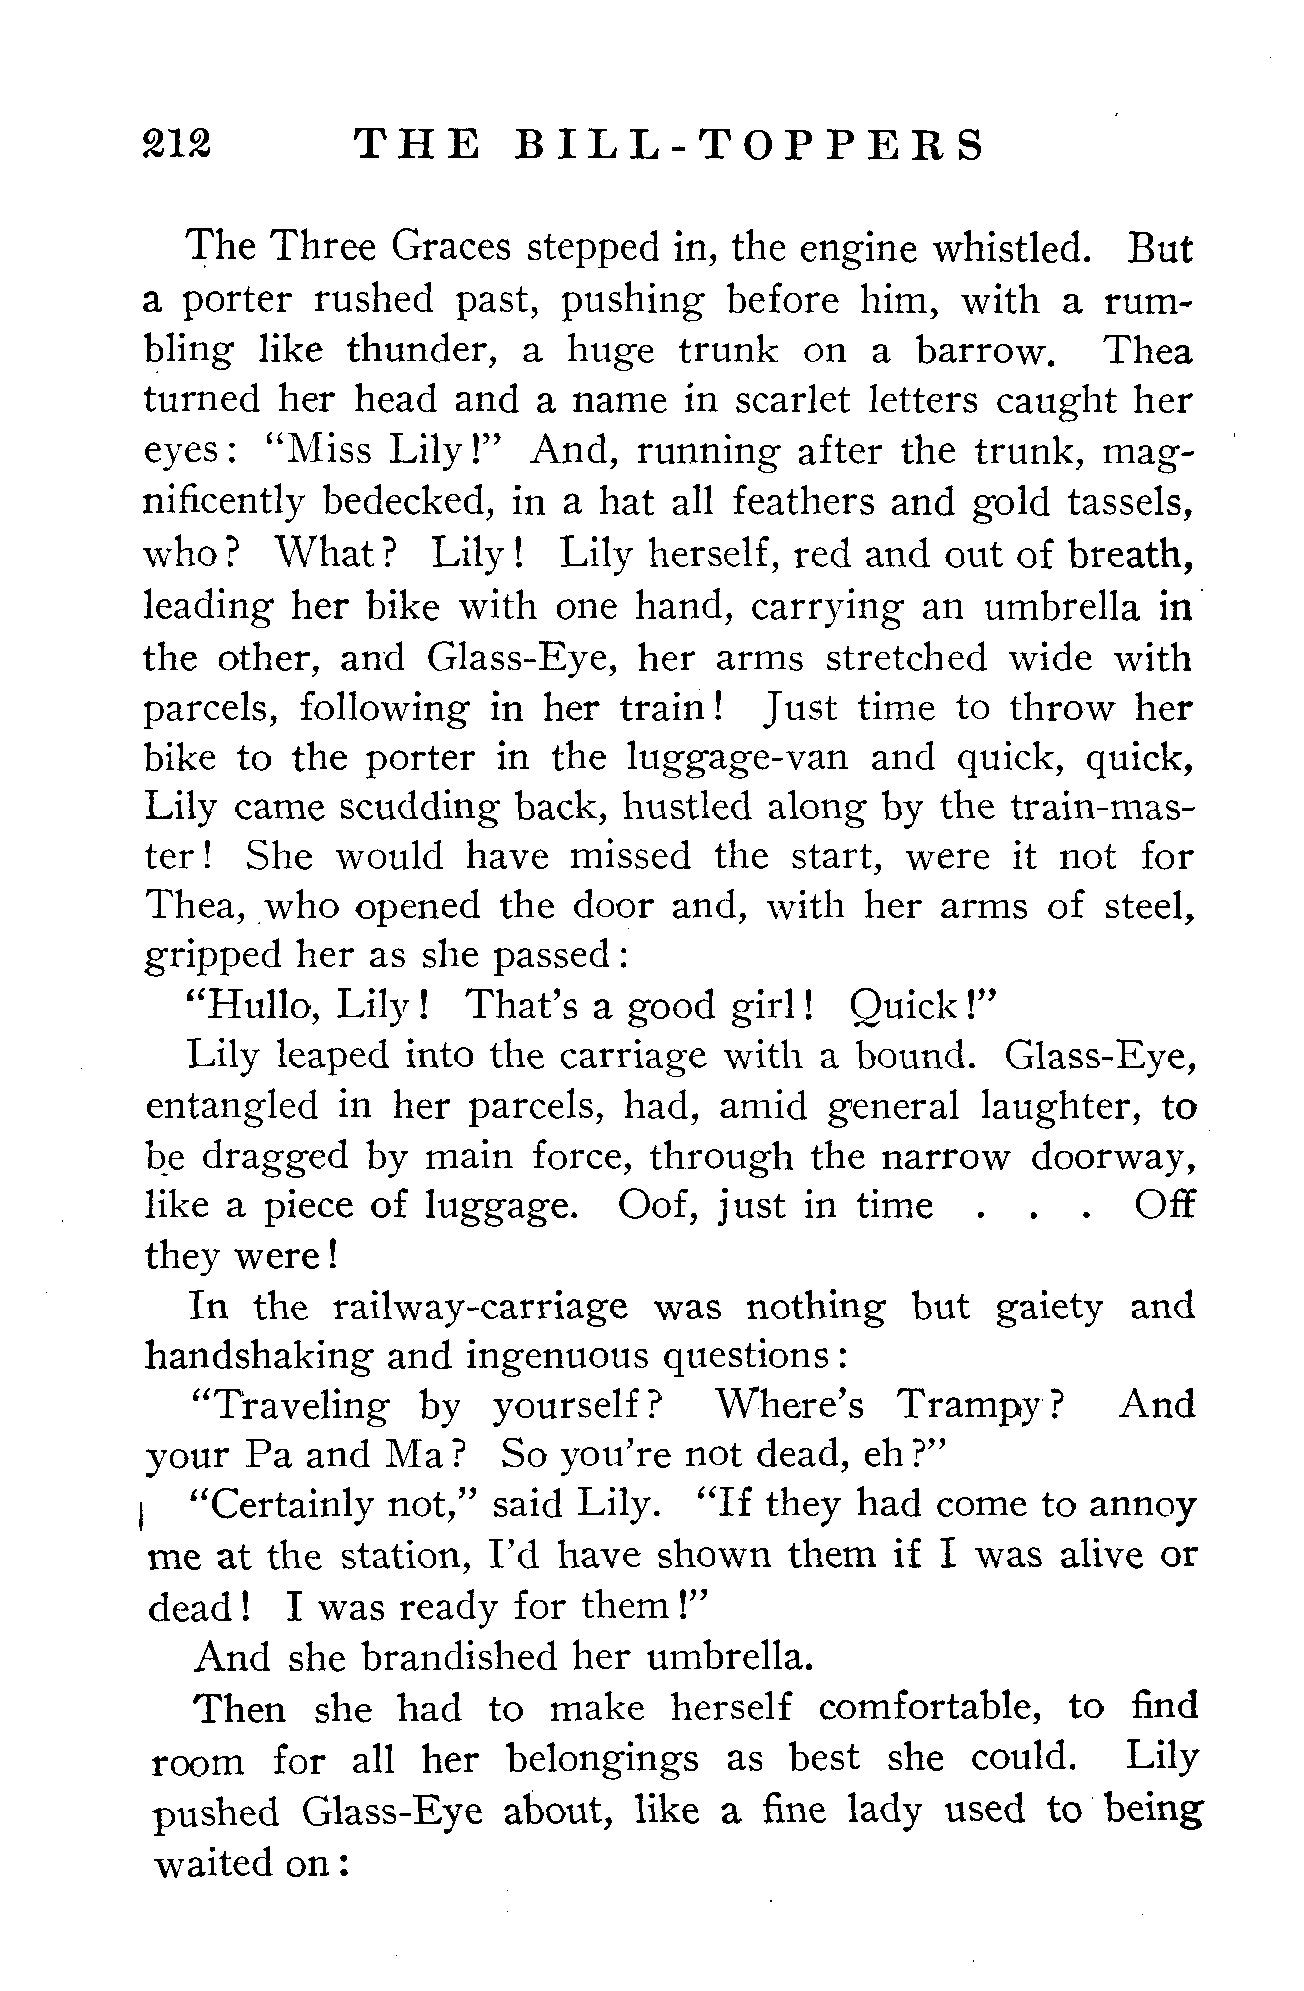 212 THE BILL-TOPPERS
The Three Graces stepped in, the engine whistled. But
a porter rushed past, pushing before him, with a rum-
bling like thunder, a huge trunk on a barrow. Thea
turned her head and a name in scarlet letters caught her
eyes: "Miss Lily!" And, running after the trunk, mag-
nificently bedecked, in a hat all feathers and gold tassels,
who? What? Lily! Lily herself, red and out of breath,
leading her bike with one hand, carrying an umbrella in
the other, and Glass-Eye, her arms stretched wide with
parcels, following in her train! Just time to throw her
bike to the porter in the luggage-van and quick, quick,
Lily came scudding back, hustled along by the train-mas-
ter! She would have missed the start, were it not for
Thea, who opened the door and, with her arms of steel,
gripped her as she passed:
"Hullo, Lily! That's a good girl! Quick!"
Lily leaped into the carriage with a bound. Glass-Eye,
entangled in her parcels, had, amid general laughter, to
be dragged by main force, through the narrow doorway,
like a piece of luggage. Oof, just in time . . . Off
they were!
In the railway-carriage was nothing but gaiety and
handshaking and ingenuous questions:
"Traveling by yourself? Where's Trampy? And
your Pa and Ma? So you're not dead, eh?"
"Certainly not," said Lily. "If they had come to annoy
me at the station, I'd have shown them if I was alive or
dead! I was ready for them!"
And she brandished her umbrella.
Then she had to make herself comfortable, to find
room for all her belongings as best she could. Lily
pushed Glass-Eye about, like a fine lady used to being
waited on: